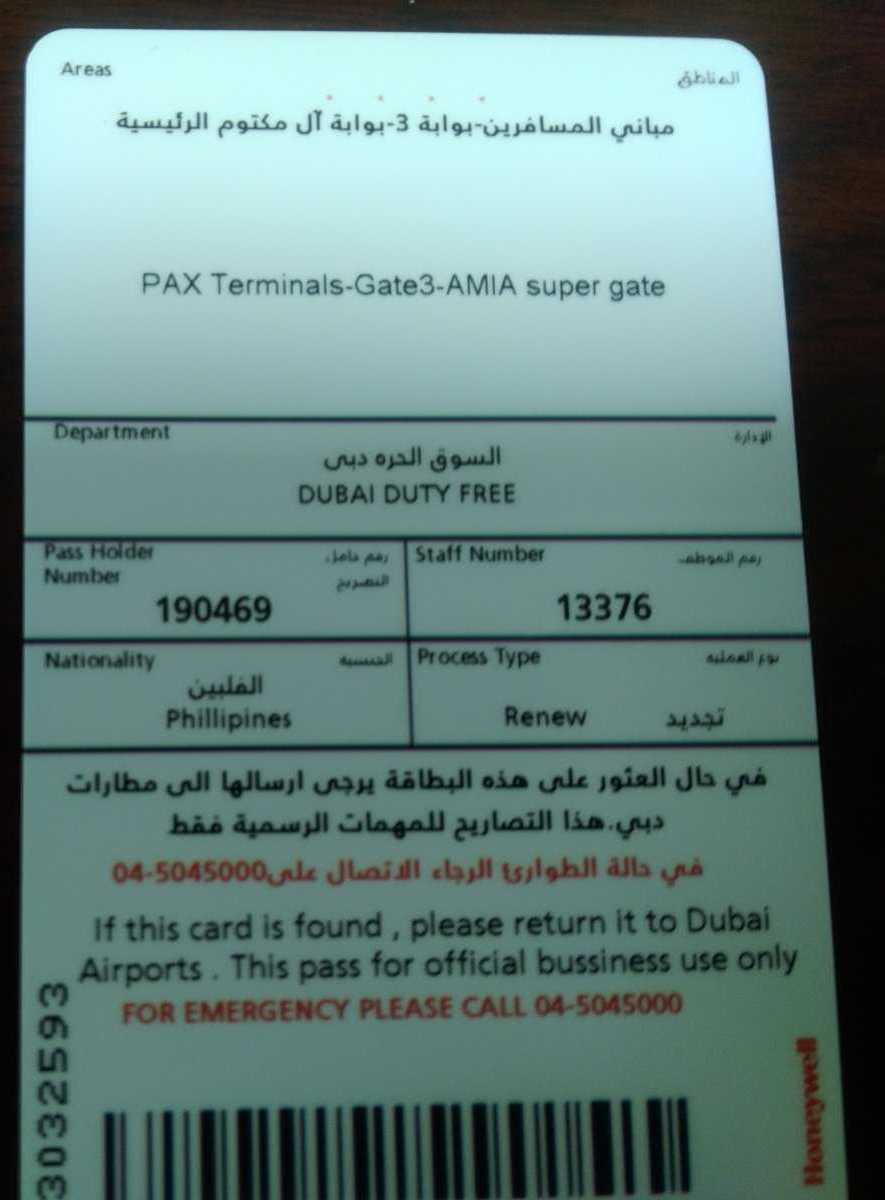 Areas المناطق
مباني المسافرين-بوابة 3-بوابة آل مكتوم الرئيسية
PAX Terminals-Gate3-AMIA super gate
Department الإدارة
السوق الحره دبى
DUBAI DUTY FREE
Pass Holder رقم حامل
Number التصريح
190469
Staff Number رقم الموظف
13376
Nationality الجنسية
الفلبين
Phillipines
Process Type نوع العمليه
Renew تجديد
في حال العثور على هذه البطاقة يرجى ارسالها الى مطارات
دبي.هذا التصاريح للمهمات الرسمية فقط
في حالة الطوارئ الرجاء الاتصال على04-5045000
If this card is found , please return it to Dubai
Airports . This pass for official bussiness use only
FOR EMERGENCY PLEASE CALL 04-5045000
3032593
Honeywell